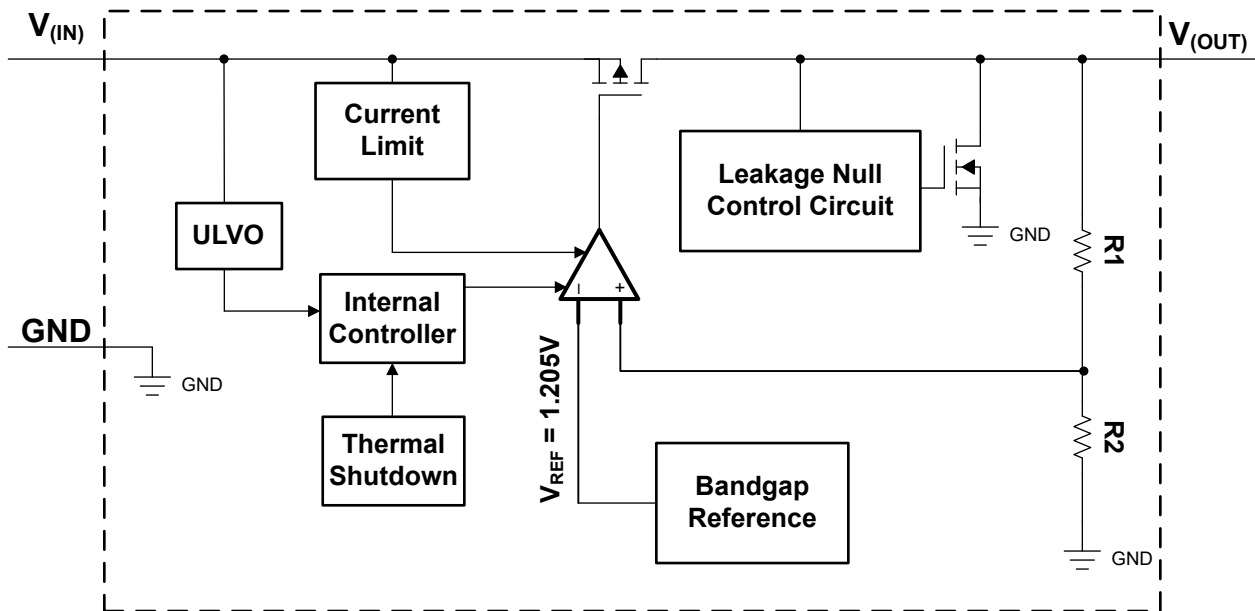 V(IN)
V(OUT)
Current
Limit
Leakage Null
Control Circuit
ULVO
GND
R1
Internal
Controller
− +
GND
GND
VREF = 1.205V
Thermal
Shutdown
R2
Bandgap
Reference
GND